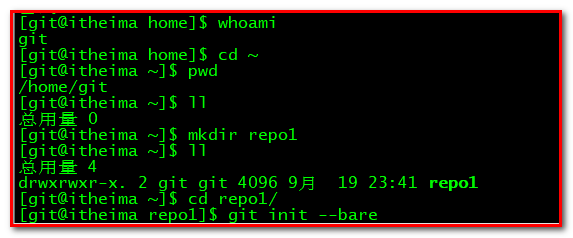 [git@itheima home]$ whoami
git
[git@itheima home]$ cd ~
[git@itheima ~]$ pwd
/home/git
[git@itheima ~]$ ll
总用量 0
[git@itheima ~]$ mkdir repo1
[git@itheima ~]$ ll
总用量 4
drwxrwxr-x. 2 git git 4096 9月  19 23:41 repo1
[git@itheima ~]$ cd repo1/
[git@itheima repo1]$ git init --bare